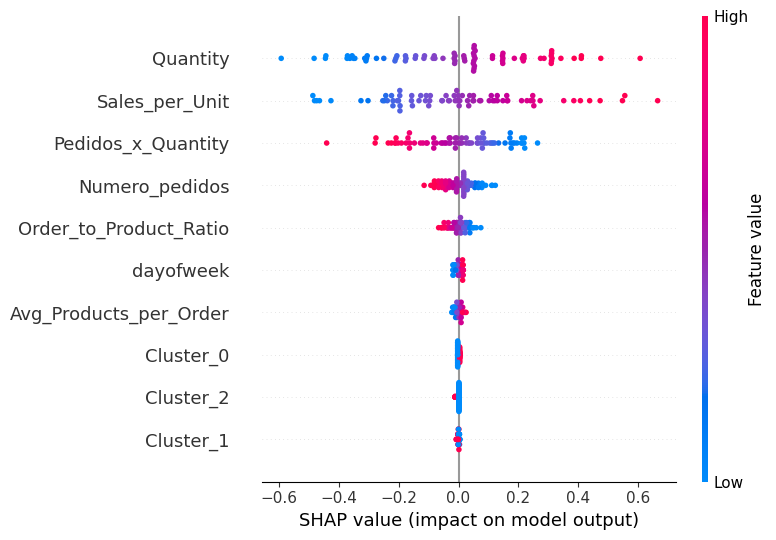 High
Quantity
Sales_per_Unit
Pedidos_x_Quantity
Numero_pedidos
Order_to_Product_Ratio
dayofweek
Avg_Products_per_Order
Cluster_0
Cluster_2
Cluster_1
Feature value
Low
−0.6 −0.4 −0.2 0.0 0.2 0.4 0.6
SHAP value (impact on model output)